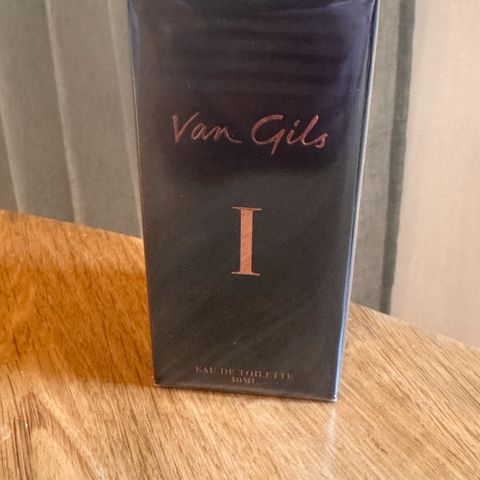 Van Gils
I
EAU DE TOILETTE
40ML